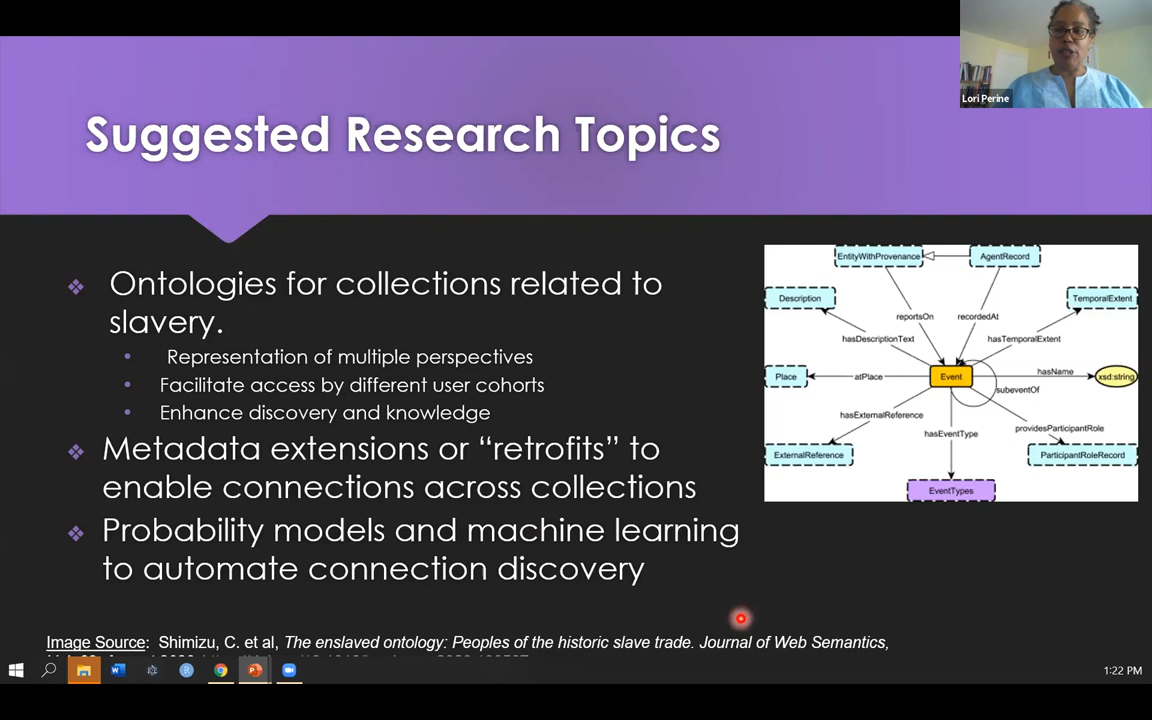 Lori Perine
Suggested Research Topics
Ontologies for collections related to
slavery.
Representation of multiple perspectives
Facilitate access by different user cohorts
Enhance discovery and knowledge
Metadata extensions or “retrofits” to
enable connections across collections
Probability models and machine learning
to automate connection discovery
EntityWithProvenance
AgentRecord
Description
TemporalExtent
reportsOn
recordedAt
hasDescriptionText
hasTemporalExtent
Place
atPlace
Event
hasName
xsd:string
subeventOf
hasExternalReference
providesParticipantRole
hasEventType
ExternalReference
ParticipantRoleRecord
EventTypes
Image Source: Shimizu, C. et al, The enslaved ontology: Peoples of the historic slave trade. Journal of Web Semantics,
1:22 PM